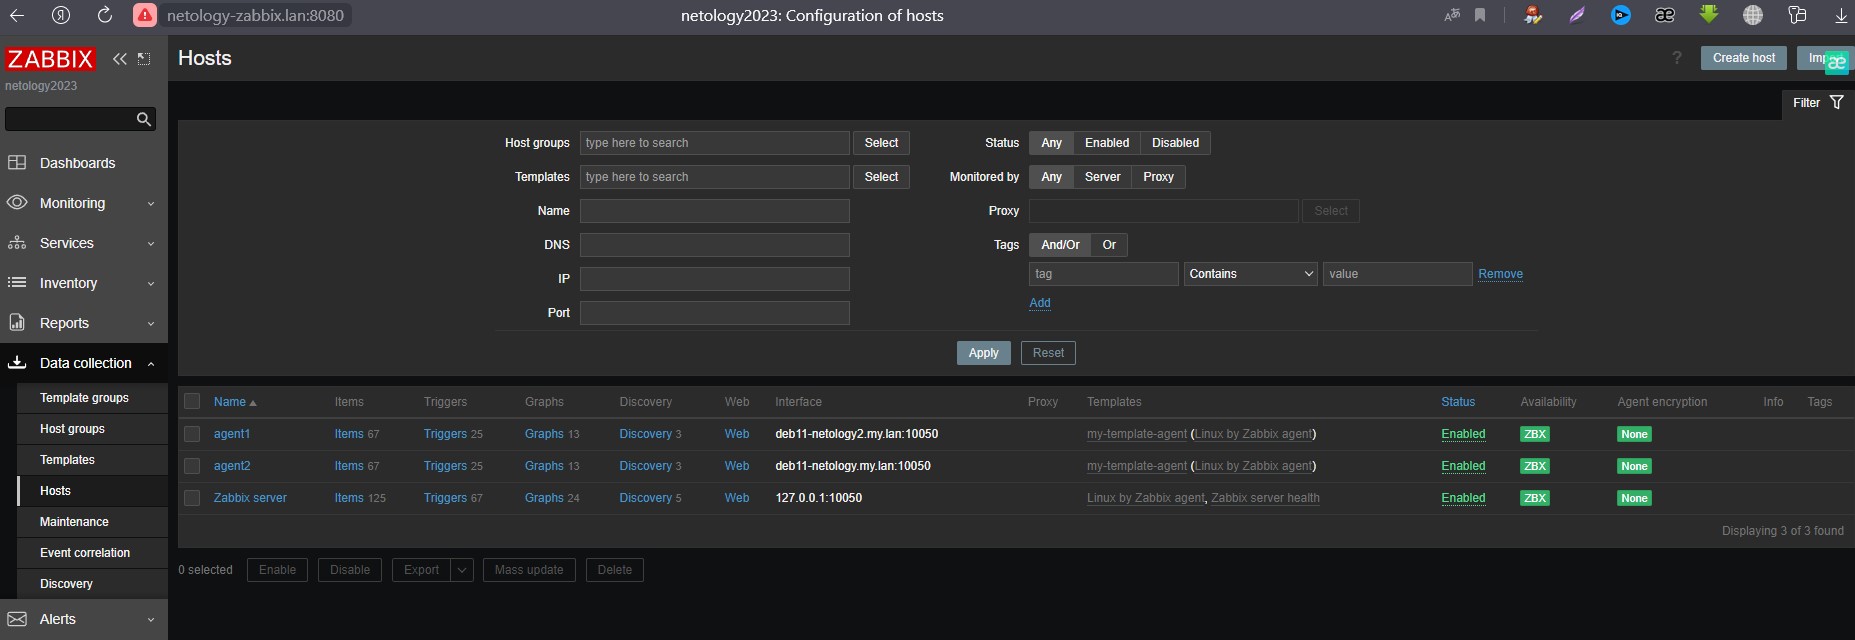 netology-zabbix.lan:8080 netology2023: Configuration of hosts
ZABBIX
netology2023
Dashboards
Monitoring
Services
Inventory
Reports
Data collection
Template groups
Host groups
Templates
Hosts
Maintenance
Event correlation
Discovery
Alerts
Hosts ? Create host
Filter
Host groups type here to search Select Status Any Enabled Disabled
Templates type here to search Select Monitored by Any Server Proxy
Name Proxy Select
DNS Tags And/Or Or
IP tag Contains value Remove
Add
Port
Apply Reset
Name Items Triggers Graphs Discovery Web Interface Proxy Templates Status Availability Agent encryption Info Tags
agent1 Items 67 Triggers 25 Graphs 13 Discovery 3 Web deb11-netology2.my.lan:10050 my-template-agent (Linux by Zabbix agent) Enabled ZBX None
agent2 Items 67 Triggers 25 Graphs 13 Discovery 3 Web deb11-netology.my.lan:10050 my-template-agent (Linux by Zabbix agent) Enabled ZBX None
Zabbix server Items 125 Triggers 67 Graphs 24 Discovery 5 Web 127.0.0.1:10050 Linux by Zabbix agent, Zabbix server health Enabled ZBX None
Displaying 3 of 3 found
0 selected Enable Disable Export Mass update Delete